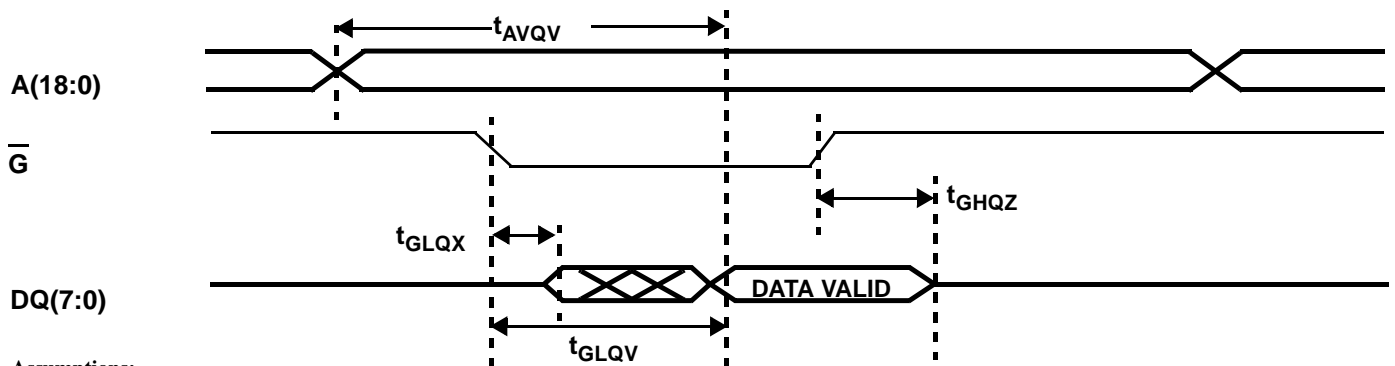 tAVQV
A(18:0)
G̅
tGHQZ
tGLQX
DQ(7:0)
DATA VALID
tGLQV